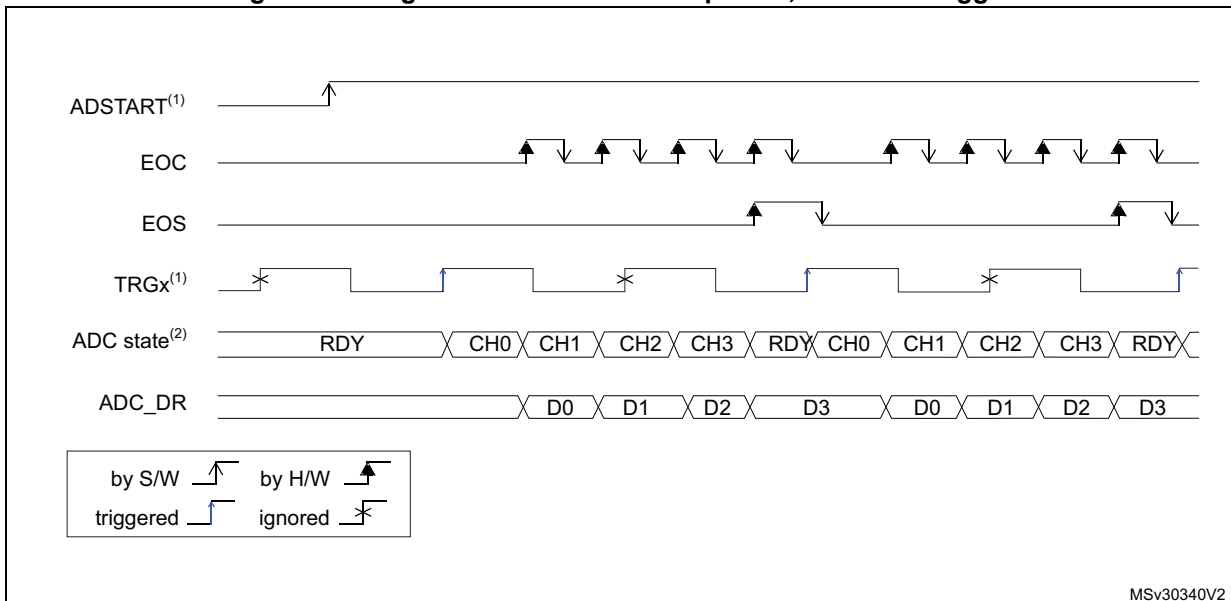 ADSTART(1)
EOC
EOS
TRGx(1)
ADC state(2) RDY CH0 CH1 CH2 CH3 RDY CH0 CH1 CH2 CH3 RDY
ADC_DR D0 D1 D2 D3 D0 D1 D2 D3
by S/W by H/W
triggered ignored
MSv30340V2